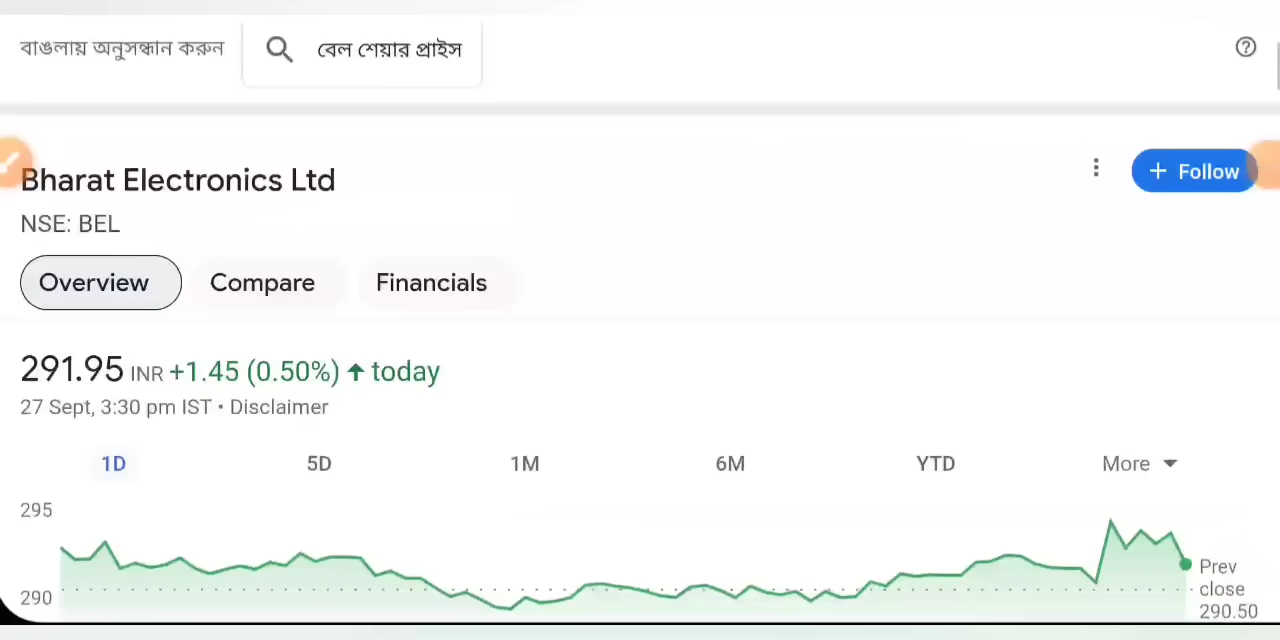 বাঙলায় অনুসন্ধান করুন
বেল শেয়ার প্রাইস
Bharat Electronics Ltd
+ Follow
NSE: BEL
Overview
Compare
Financials
291.95 INR +1.45 (0.50%) ↑ today
27 Sept, 3:30 pm IST • Disclaimer
1D 5D 1M 6M YTD More
295
290
Prev
close
290.50